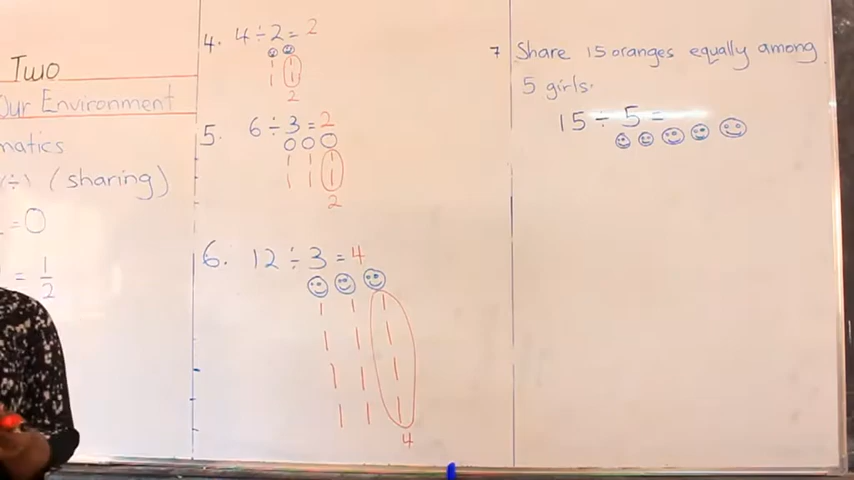 Two
Our Environment
matics
(÷) (sharing)
= 0
= 1/2
4. 4 ÷ 2 = 2
2
5. 6 ÷ 3 = 2
2
6. 12 ÷ 3 = 4
4
7 Share 15 oranges equally among
5 girls.
15 ÷ 5 =